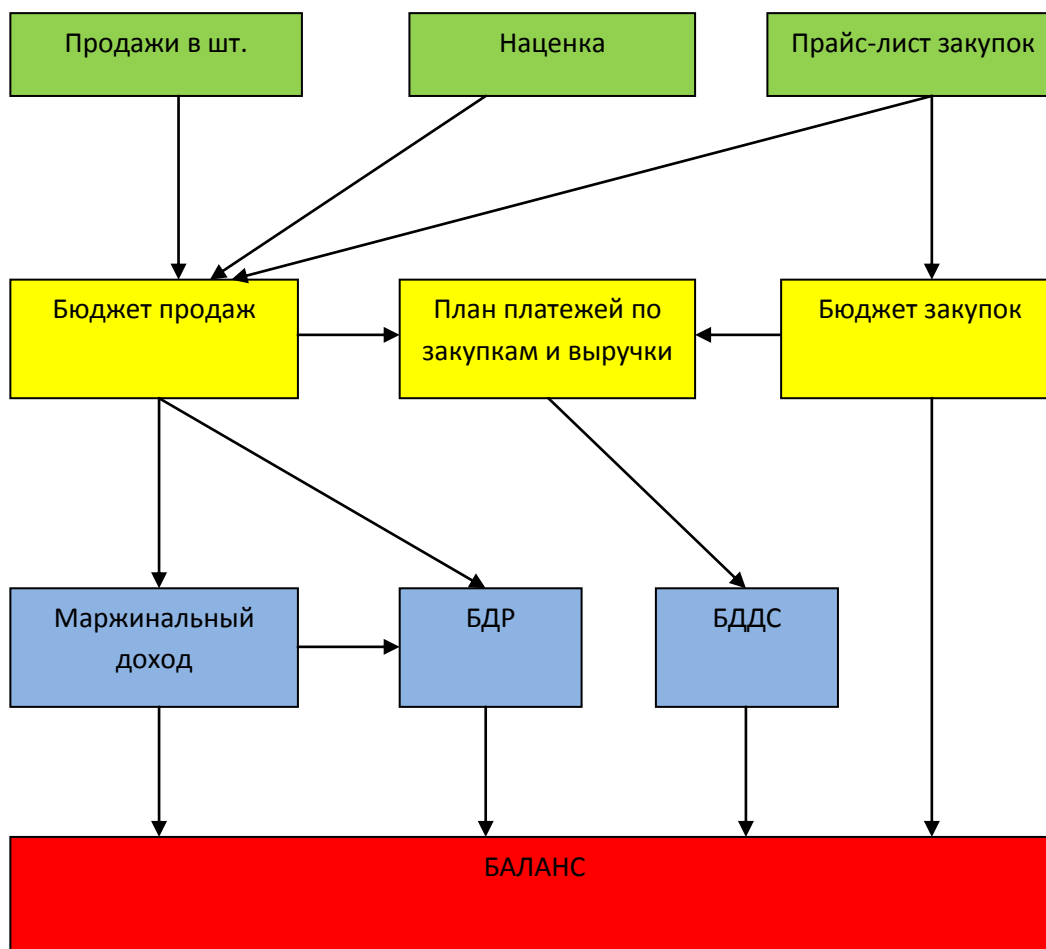 Продажи в шт.
Наценка
Прайс-лист закупок
Бюджет продаж
План платежей по
закупкам и выручки
Бюджет закупок
Маржинальный
доход
БДР
БДДС
БАЛАНС